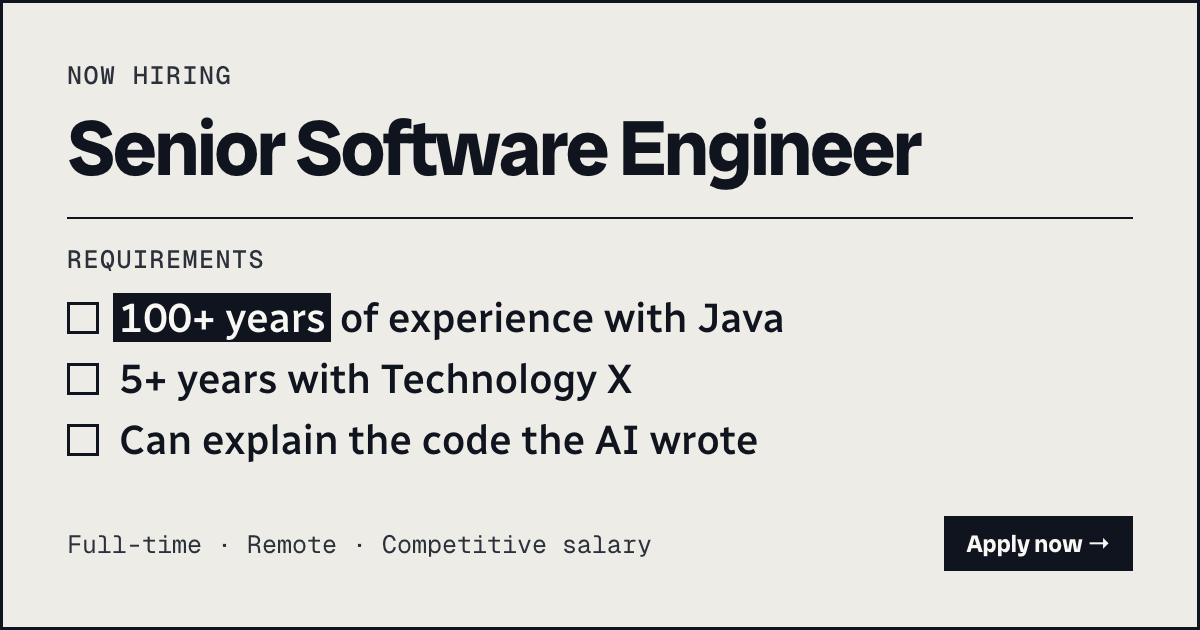 NOW HIRING
Senior Software Engineer
REQUIREMENTS
100+ years of experience with Java
5+ years with Technology X
Can explain the code the AI wrote
Full-time · Remote · Competitive salary
Apply now →